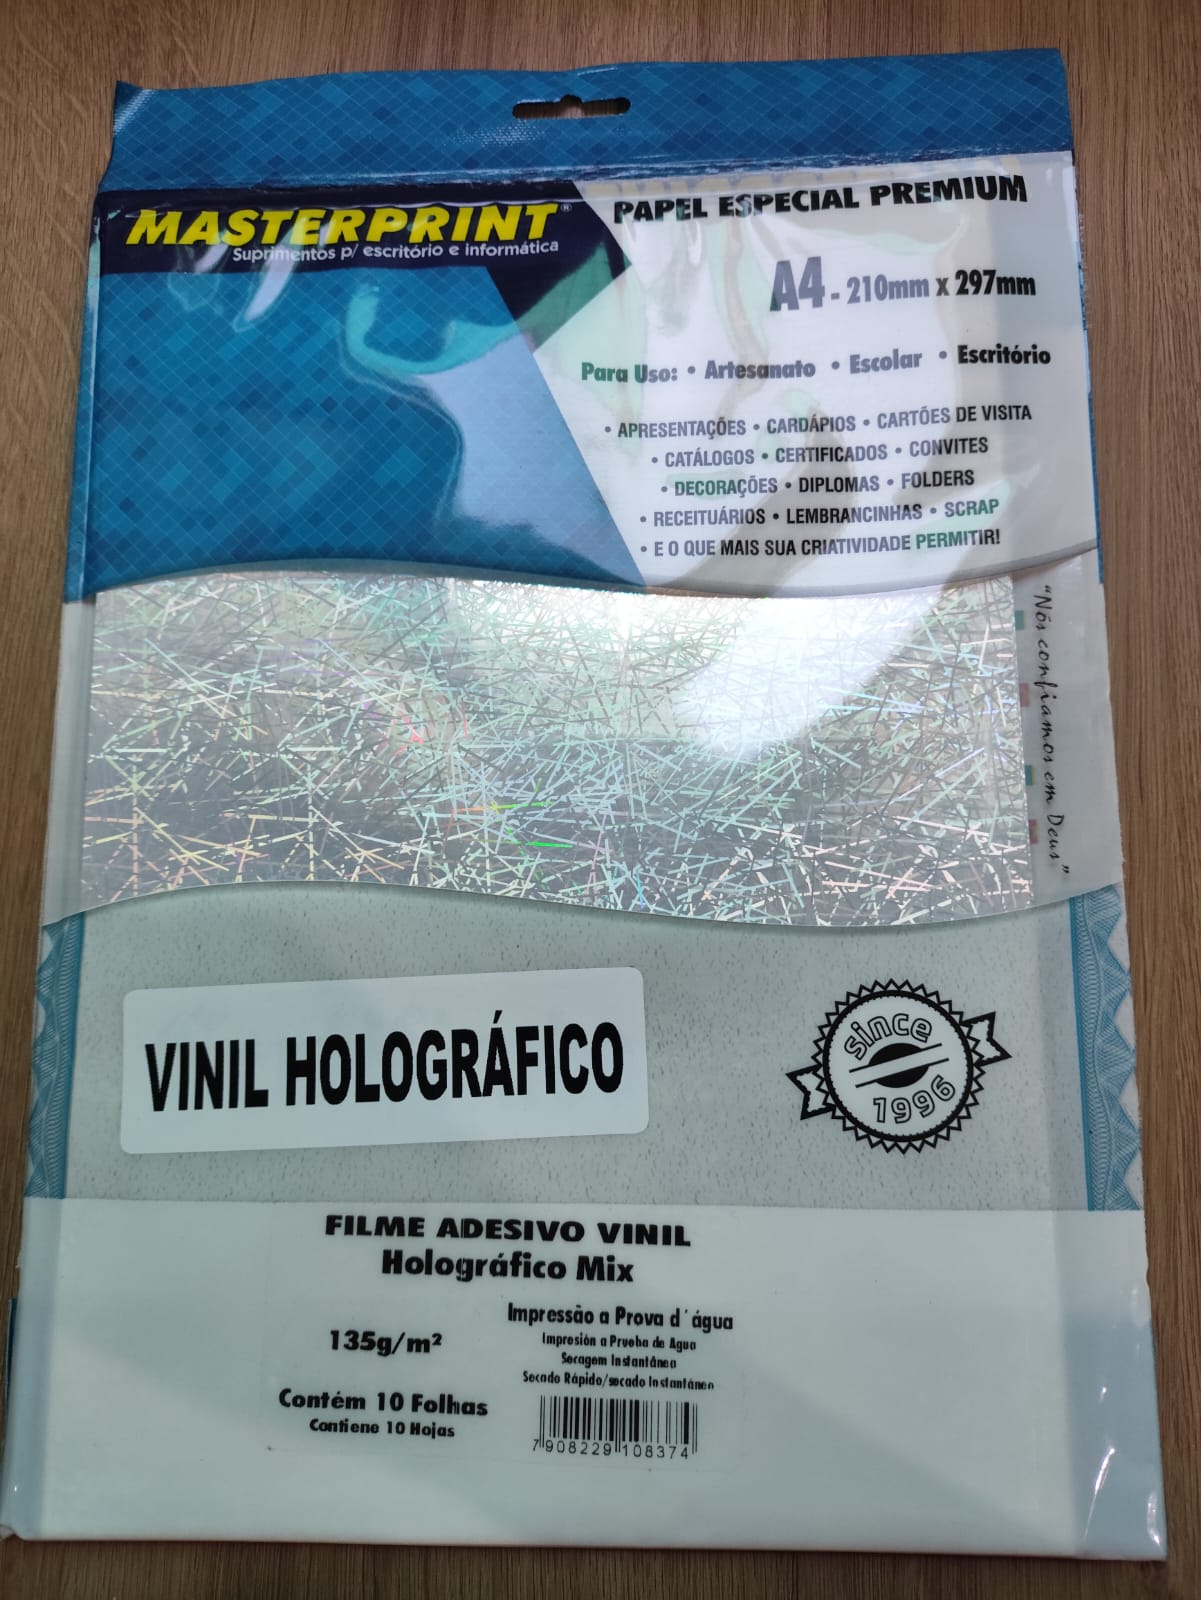 MASTERPRINT®
Suprimentos p/ escritório e informática
PAPEL ESPECIAL PREMIUM
A4 - 210mm x 297mm
Para Uso: • Artesanato • Escolar • Escritório
• APRESENTAÇÕES • CARDÁPIOS • CARTÕES DE VISITA
• CATÁLOGOS • CERTIFICADOS • CONVITES
• DECORAÇÕES • DIPLOMAS • FOLDERS
• RECEITUÁRIOS • LEMBRANCINHAS • SCRAP
• E O QUE MAIS SUA CRIATIVIDADE PERMITIR!
"Nós confiamos em Deus"
VINIL HOLOGRÁFICO
since
1996
FILME ADESIVO VINIL
Holográfico Mix
135g/m²
Contém 10 Folhas
Contiene 10 Hojas
Impressão a Prova d´água
Impresión a Prueba de Agua
Secagem Instantânea
Secado Rápido/secado Instantáneo
7 908229 108374